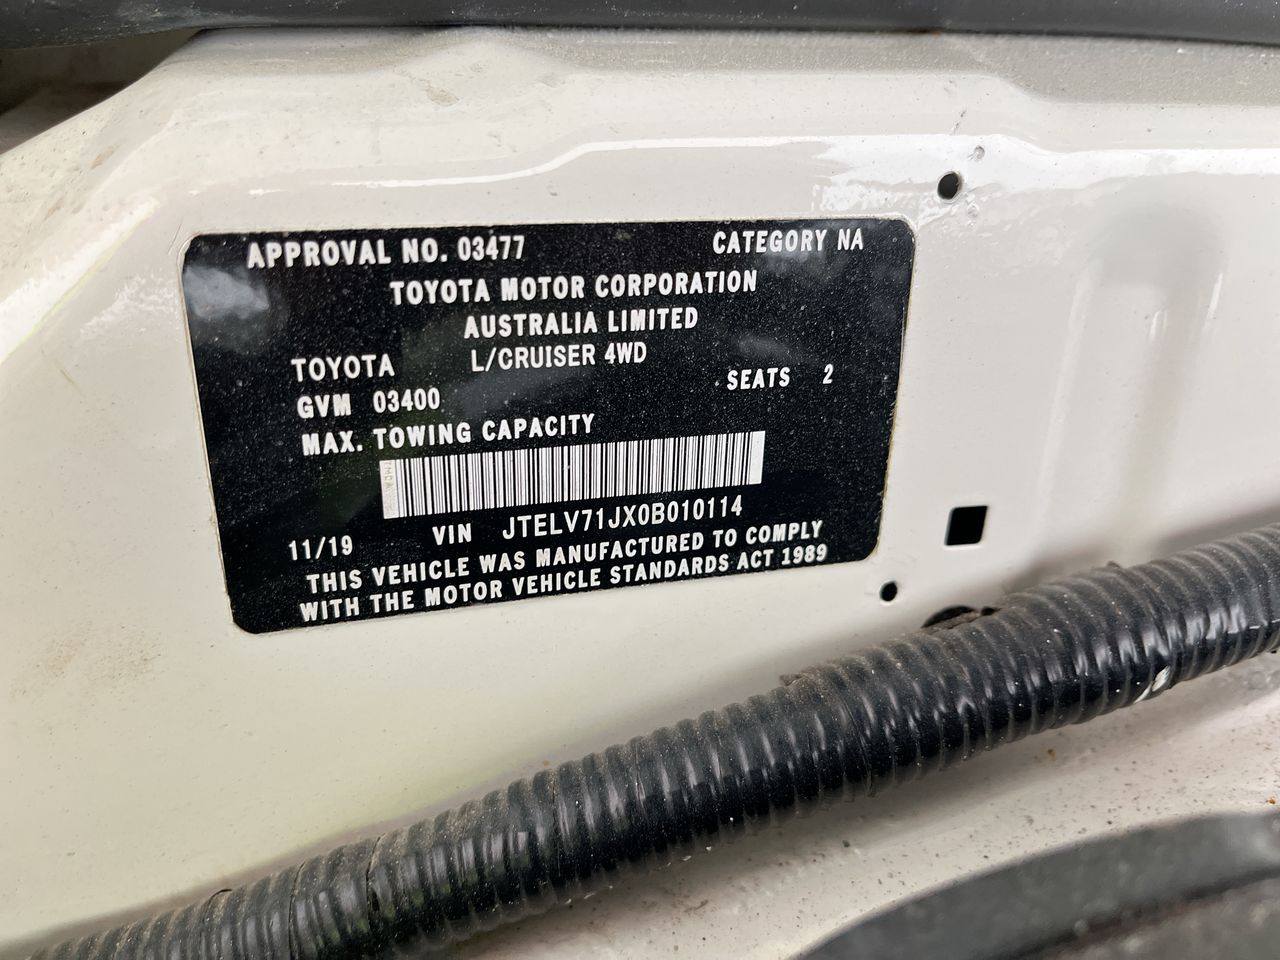 APPROVAL NO. 03477 CATEGORY NA
TOYOTA MOTOR CORPORATION
AUSTRALIA LIMITED
TOYOTA L/CRUISER 4WD
GVM 03400 SEATS 2
MAX. TOWING CAPACITY
11/19 VIN JTELV71JX0B010114
THIS VEHICLE WAS MANUFACTURED TO COMPLY
WITH THE MOTOR VEHICLE STANDARDS ACT 1989